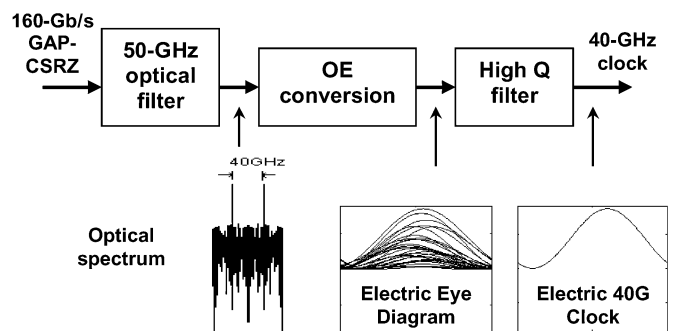 160-Gb/s
GAP-
CSRZ
50-GHz
optical
filter
OE
conversion
High Q
filter
40-GHz
clock
40GHz
Optical
spectrum
Electric Eye
Diagram
Electric 40G
Clock